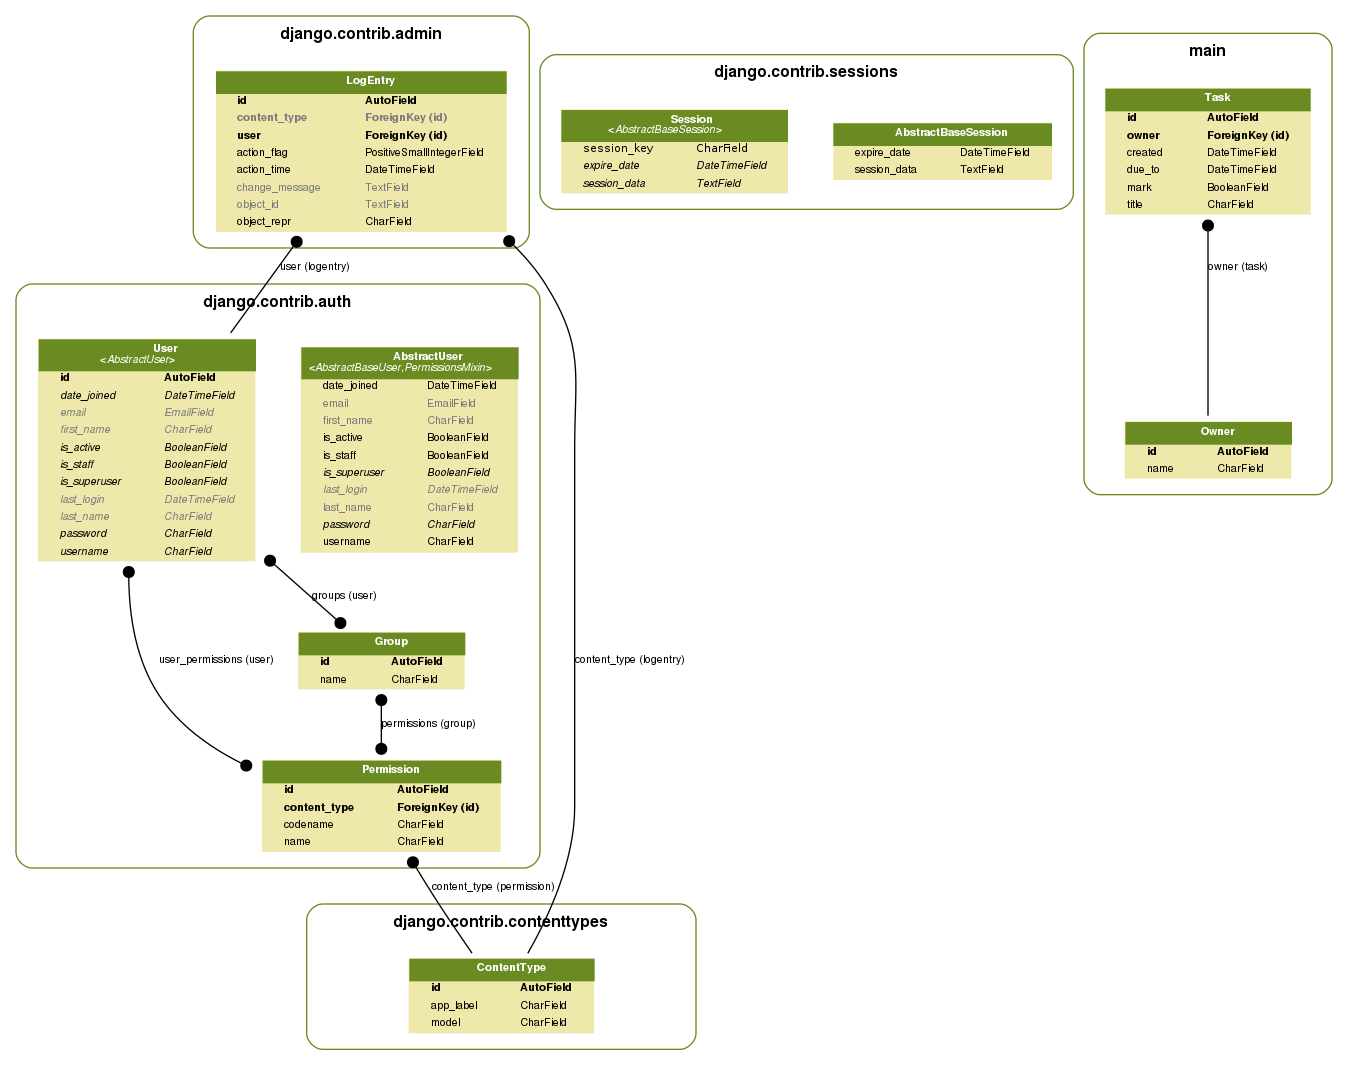 django.contrib.admin
LogEntry
id AutoField
content_type ForeignKey (id)
user ForeignKey (id)
action_flag PositiveSmallIntegerField
action_time DateTimeField
change_message TextField
object_id TextField
object_repr CharField
django.contrib.sessions
Session
<AbstractBaseSession>
session_key CharField
expire_date DateTimeField
session_data TextField
AbstractBaseSession
expire_date DateTimeField
session_data TextField
main
Task
id AutoField
owner ForeignKey (id)
created DateTimeField
due_to DateTimeField
mark BooleanField
title CharField
owner (task)
Owner
id AutoField
name CharField
user (logentry)
django.contrib.auth
User
<AbstractUser>
id AutoField
date_joined DateTimeField
email EmailField
first_name CharField
is_active BooleanField
is_staff BooleanField
is_superuser BooleanField
last_login DateTimeField
last_name CharField
password CharField
username CharField
AbstractUser
<AbstractBaseUser,PermissionsMixin>
date_joined DateTimeField
email EmailField
first_name CharField
is_active BooleanField
is_staff BooleanField
is_superuser BooleanField
last_login DateTimeField
last_name CharField
password CharField
username CharField
groups (user)
Group
id AutoField
name CharField
user_permissions (user)
content_type (logentry)
permissions (group)
Permission
id AutoField
content_type ForeignKey (id)
codename CharField
name CharField
content_type (permission)
django.contrib.contenttypes
ContentType
id AutoField
app_label CharField
model CharField